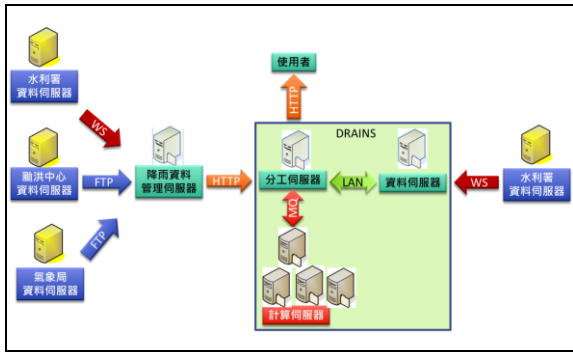 水利署
資料伺服器
WS
颱洪中心
資料伺服器
FTP
氣象局
資料伺服器
FTP
降雨資料
管理伺服器
HTTP
使用者
HTTP
DRAINS
分工伺服器
LAN
資料伺服器
MQ
計算伺服器
WS
水利署
資料伺服器